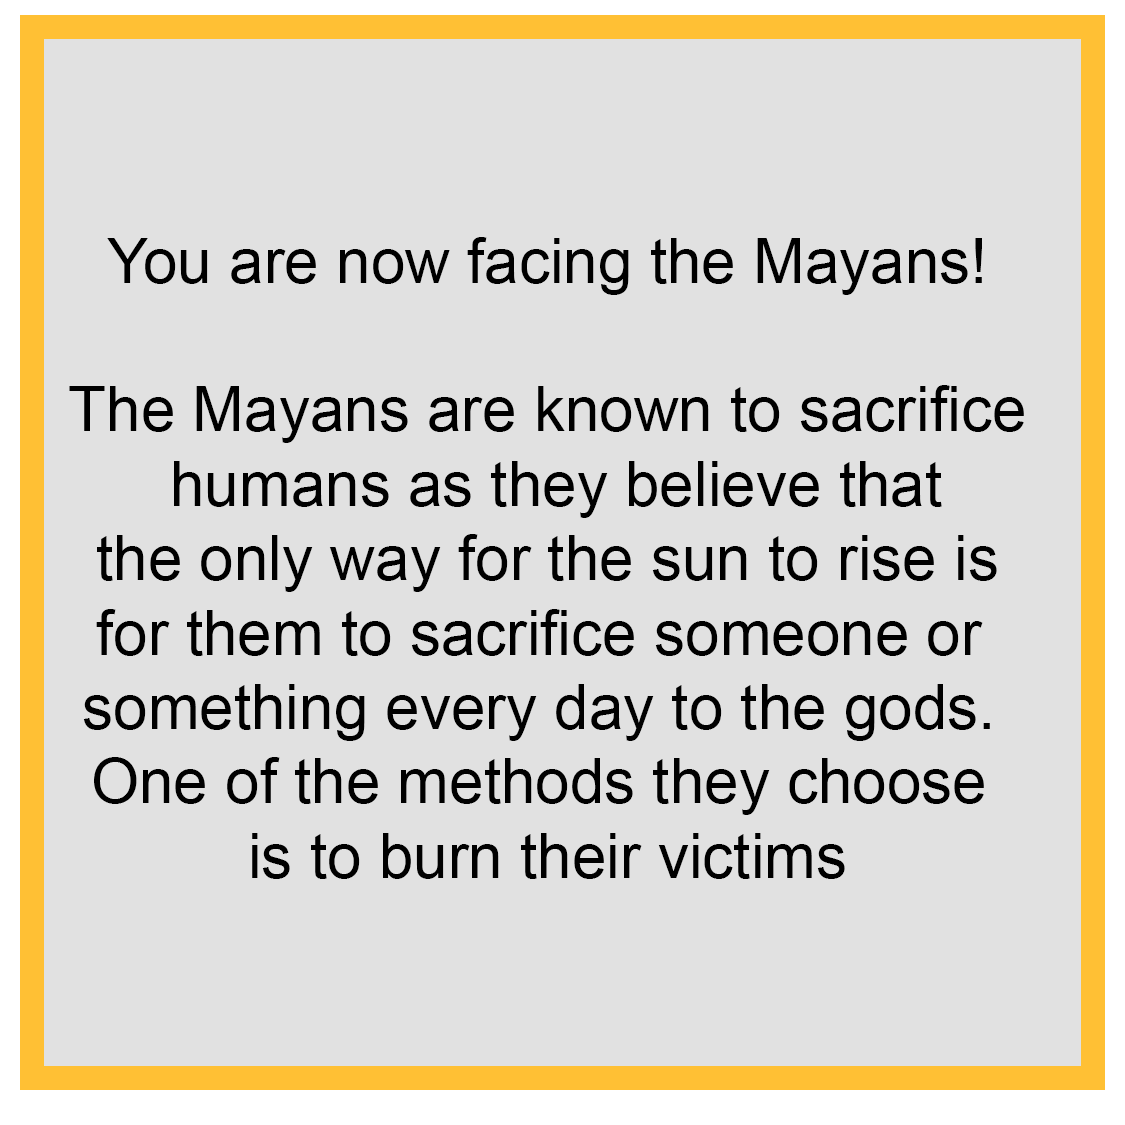 You are now facing the Mayans!
The Mayans are known to sacrifice
humans as they believe that
the only way for the sun to rise is
for them to sacrifice someone or
something every day to the gods.
One of the methods they choose
is to burn their victims